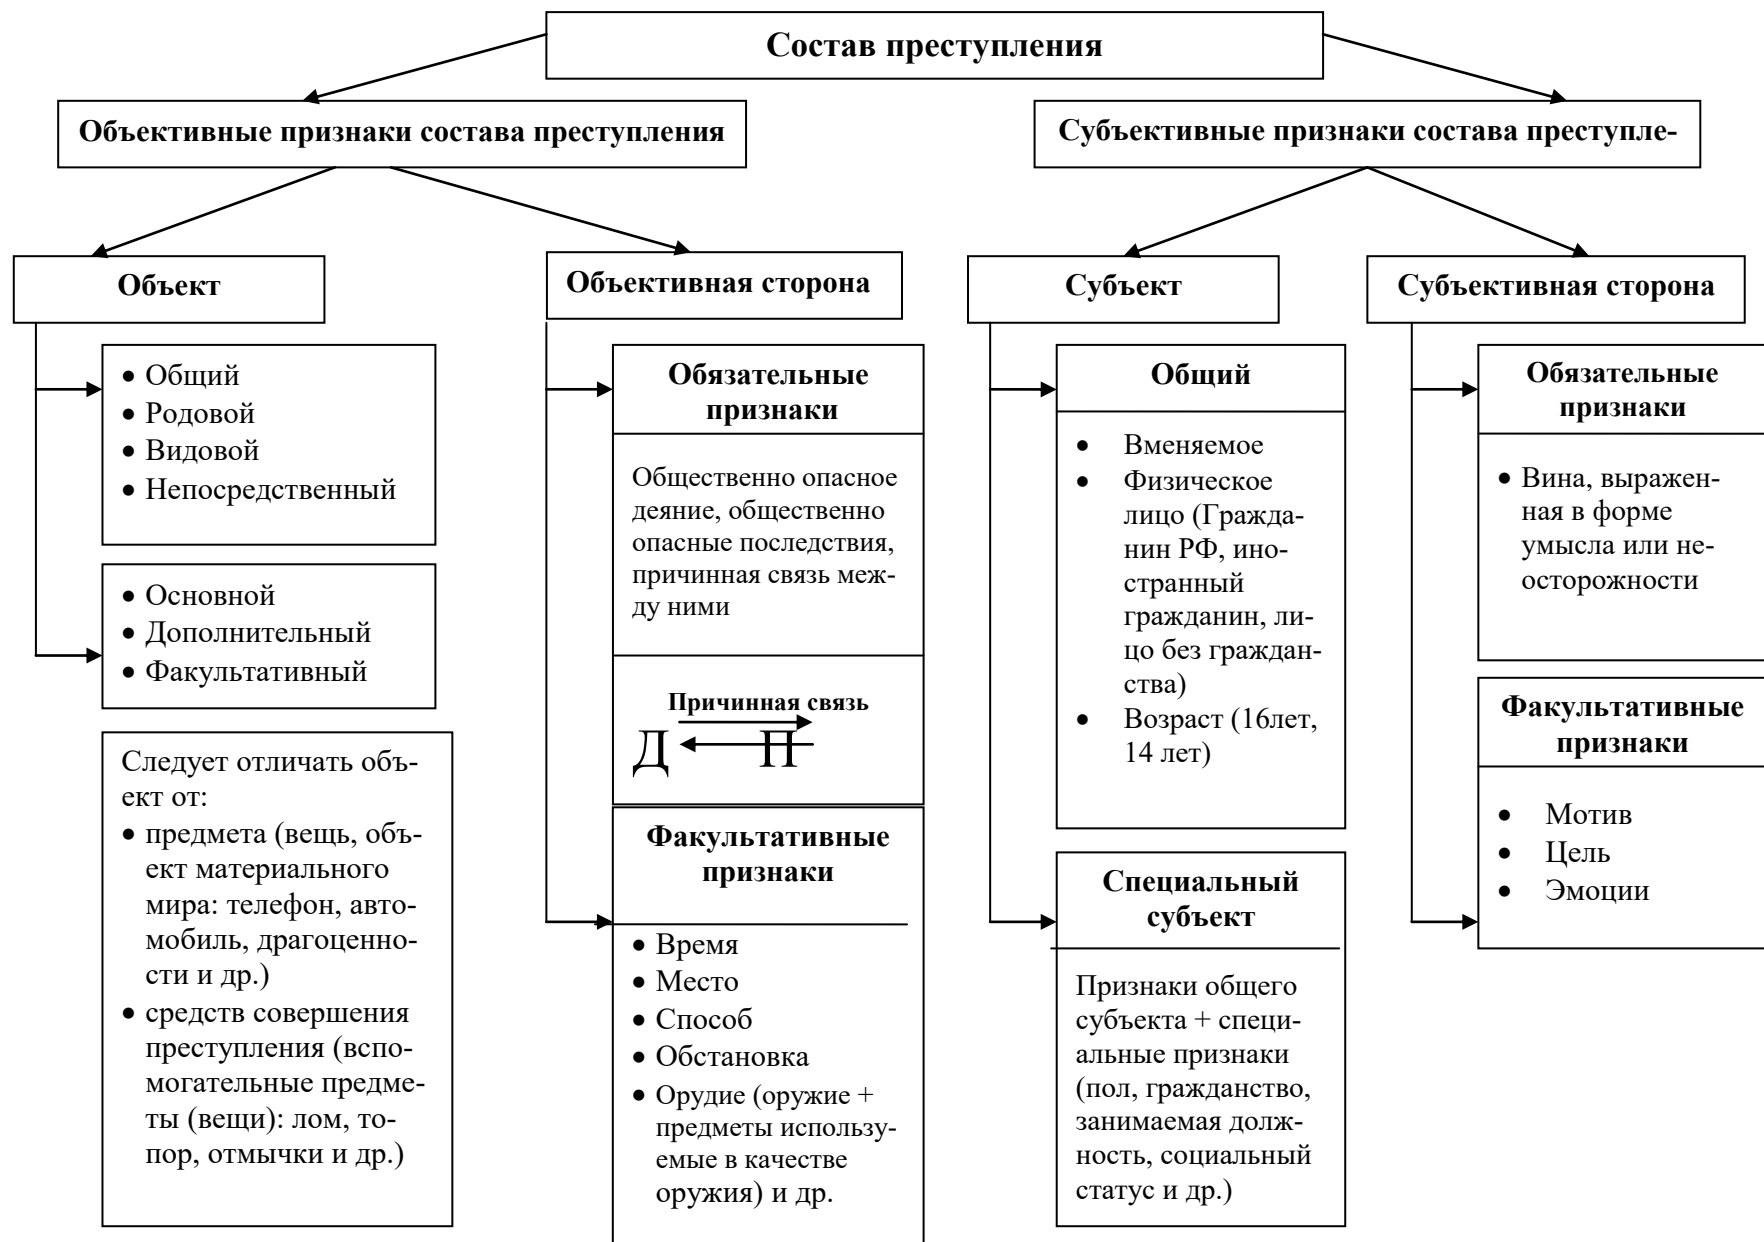 Состав преступления
Объективные признаки состава преступления
Субъективные признаки состава преступле-
Объект
Объективная сторона
Субъект
Субъективная сторона
• Общий
• Родовой
• Видовой
• Непосредственный
• Основной
• Дополнительный
• Факультативный
Следует отличать объ-
ект от:
• предмета (вещь, объ-
ект материального
мира: телефон, авто-
мобиль, драгоценно-
сти и др.)
• средств совершения
преступления (вспо-
могательные предме-
ты (вещи): лом, то-
пор, отмычки и др.)
Обязательные
признаки
Общественно опасное
деяние, общественно
опасные последствия,
причинная связь меж-
ду ними
Причинная связь
Д П
Факультативные
признаки
• Время
• Место
• Способ
• Обстановка
• Орудие (оружие +
предметы использу-
емые в качестве
оружия) и др.
Общий
• Вменяемое
• Физическое
лицо (Гражда-
нин РФ, ино-
странный
гражданин, ли-
цо без граждан-
ства)
• Возраст (16лет,
14 лет)
Специальный
субъект
Признаки общего
субъекта + специ-
альные признаки
(пол, гражданство,
занимаемая долж-
ность, социальный
статус и др.)
Обязательные
признаки
• Вина, выражен-
ная в форме
умысла или не-
осторожности
Факультативные
признаки
• Мотив
• Цель
• Эмоции